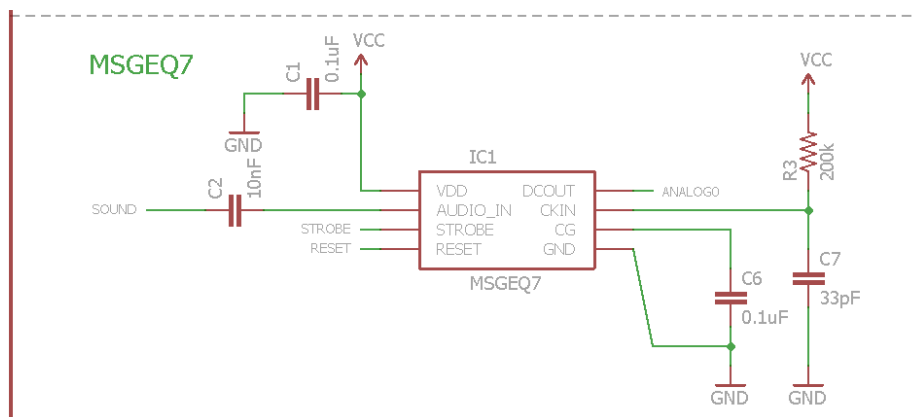 MSGEQ7
C1
0.1uF
VCC
VCC
GND
R3
200k
C2
10nF
IC1
SOUND
VDD
DCOUT
ANALOG0
AUDIO_IN
CKIN
STROBE
STROBE
CG
RESET
RESET
GND
MSGEQ7
C6
0.1uF
C7
33pF
GND
GND